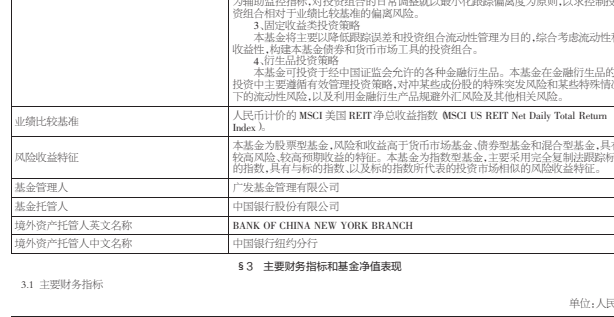 为辅助监控指标,对投资组合的日常调整就以最小化跟踪偏离度为原则,以求控制投
资组合相对于业绩比较基准的偏离风险。
3、固定收益类投资策略
本基金将主要以降低跟踪误差和投资组合流动性管理为目的,综合考虑流动性和
收益性,构建本基金债券和货币市场工具的投资组合。
4、衍生品投资策略
本基金可投资于经中国证监会允许的各种金融衍生品。本基金在金融衍生品的
投资中主要遵循有效管理投资策略,对冲某些成份股的特殊突发风险和某些特殊情况
下的流动性风险,以及利用金融衍生产品规避外汇风险及其他相关风险。
业绩比较基准
人民币计价的 MSCI 美国 REIT 净总收益指数(MSCI US REIT Net Daily Total Return
Index )。
风险收益特征
本基金为股票型基金,风险和收益高于货币市场基金、债券型基金和混合型基金,具有
较高风险、较高预期收益的特征。本基金为指数型基金,主要采用完全复制法跟踪标
的指数,具有与标的指数、以及标的指数所代表的投资市场相似的风险收益特征。
基金管理人
广发基金管理有限公司
基金托管人
中国银行股份有限公司
境外资产托管人英文名称
BANK OF CHINA NEW YORK BRANCH
境外资产托管人中文名称
中国银行纽约分行
§3 主要财务指标和基金净值表现
3.1 主要财务指标
单位:人民